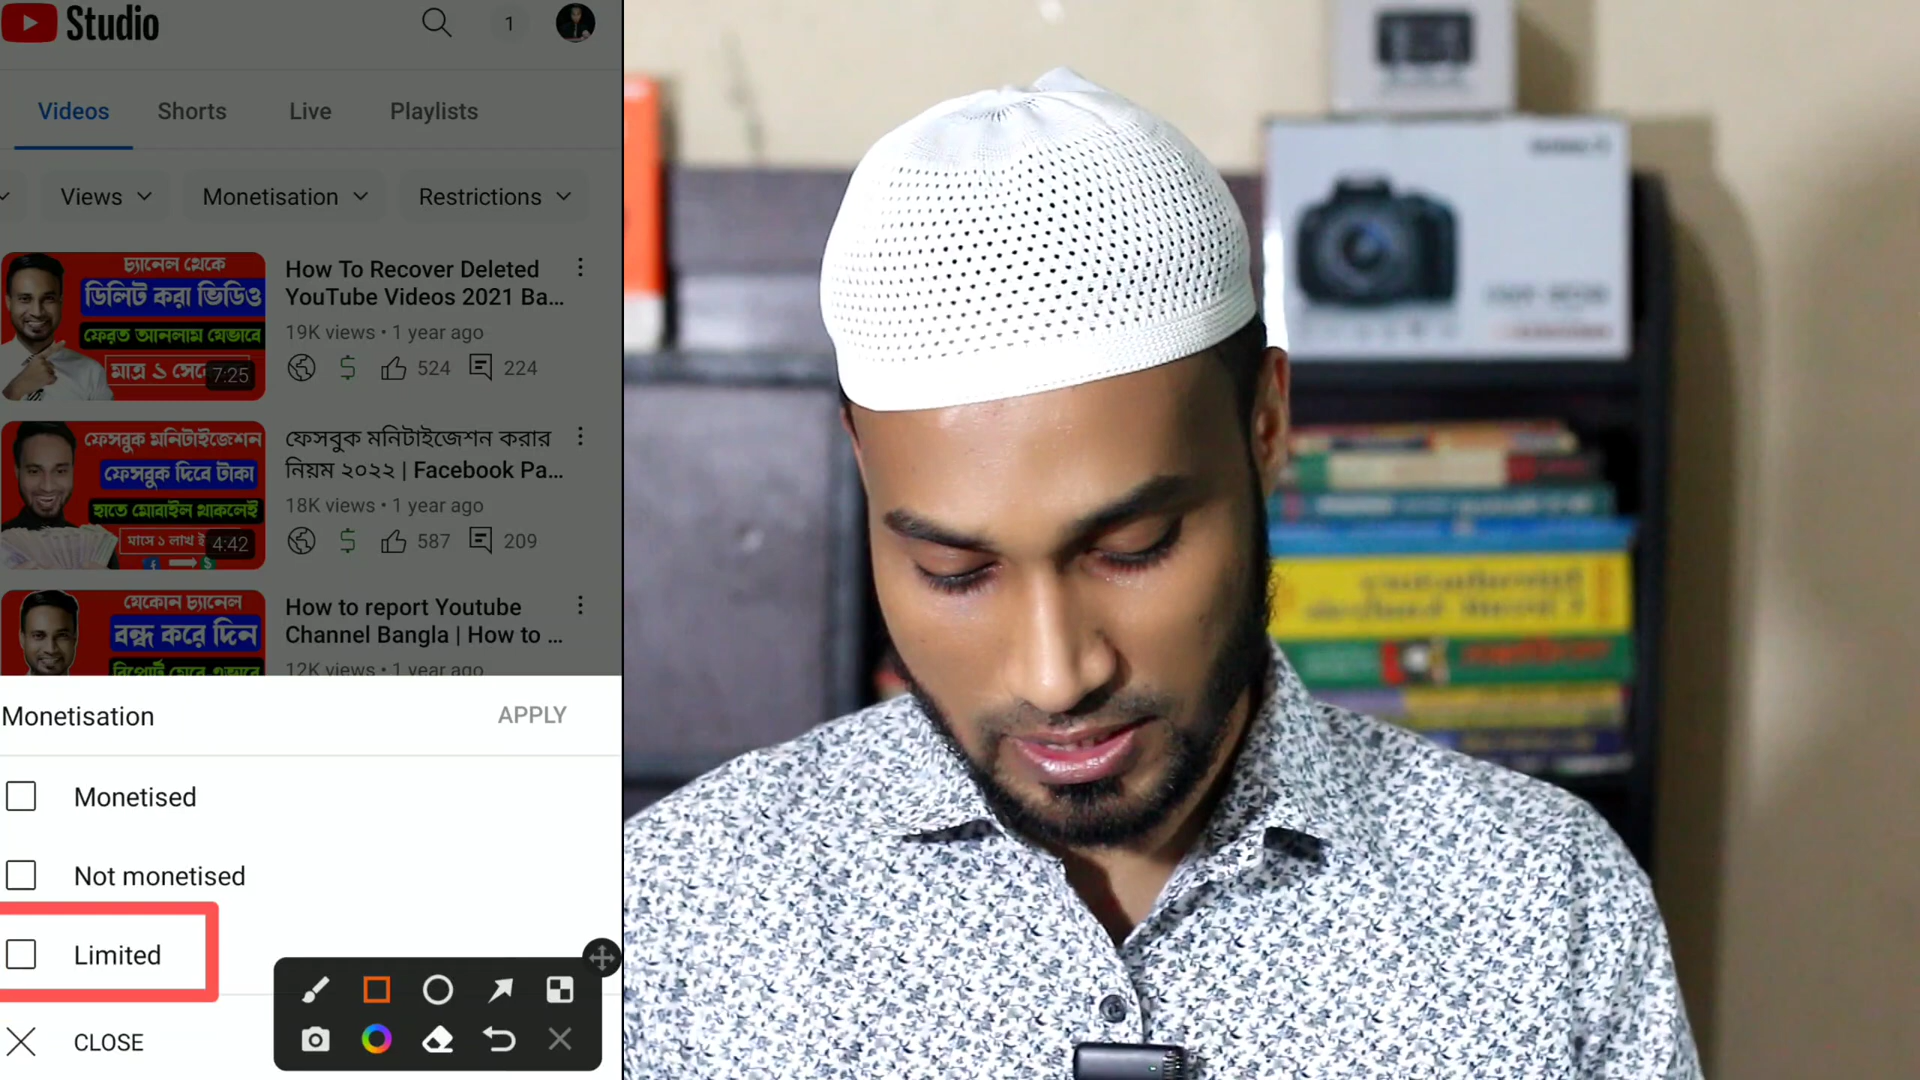 Studio
1
Videos Shorts Live Playlists
Views Monetisation Restrictions
চ্যানেল থেকে
ডিলিট করা ভিডিও
ফেরত আনলাম যেভাবে
মাত্র ১ সেকে
7:25
How To Recover Deleted
YouTube Videos 2021 Ba...
19K views • 1 year ago
524 224
ফেসবুক মনিটাইজেশন
ফেসবুক দিবে টাকা
হাতে মোবাইল থাকলেই
মাসে ১ লাখ ই
4:42
ফেসবুক মনিটাইজেশন করার
নিয়ম ২০২২ | Facebook Pa...
18K views • 1 year ago
587 209
যেকোন চ্যানেল
বন্ধ করে দিন
রিপোর্ট মেরে এভাবে
How to report Youtube
Channel Bangla | How to ...
12K views • 1 year ago
Monetisation APPLY
Monetised
Not monetised
Limited
CLOSE